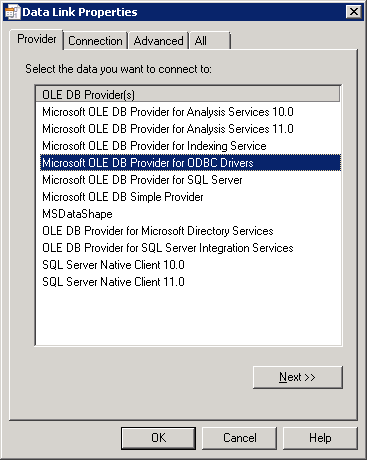 Data Link Properties
Provider Connection Advanced All
Select the data you want to connect to:
OLE DB Provider(s)
Microsoft OLE DB Provider for Analysis Services 10.0
Microsoft OLE DB Provider for Analysis Services 11.0
Microsoft OLE DB Provider for Indexing Service
Microsoft OLE DB Provider for ODBC Drivers
Microsoft OLE DB Provider for SQL Server
Microsoft OLE DB Simple Provider
MSDataShape
OLE DB Provider for Microsoft Directory Services
OLE DB Provider for SQL Server Integration Services
SQL Server Native Client 10.0
SQL Server Native Client 11.0
Next >>
OK Cancel Help